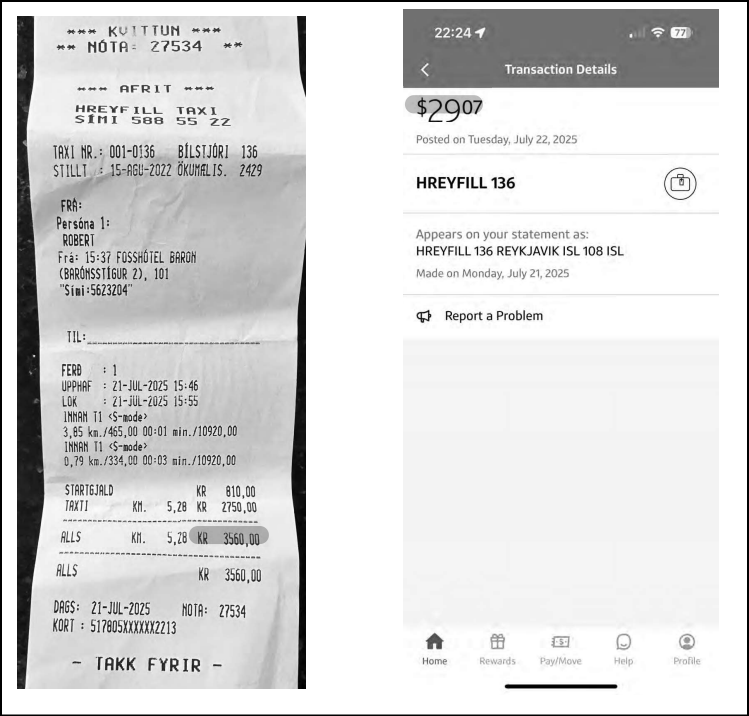 *** KVITTUN ***
** NÓTA: 27534 **
*** AFRIT ***
HREYFILL TAXI
SÍMI 588 55 22
TAXI NR.: 001-0136 BÍLSTJÓRI 136
STILLT : 15-AGU-2022 ÖKUMÆLIS. 2429
FRÁ:
Persóna 1:
ROBERT
Frá: 15:37 FOSSHÓTEL BARON
(BARÓNSSTÍGUR 2), 101
"Sími:5623204"
TIL:
FERÐ : 1
UPPHAF : 21-JUL-2025 15:46
LOK : 21-JUL-2025 15:55
INNAN T1 <S-mode>
3,85 km./465,00 00:01 min./10920,00
INNAN T1 <S-mode>
0,79 km./334,00 00:03 min./10920,00
STARTGJALD KR 810,00
TAXTI KM. 5,28 KR 2750,00
ALLS KM. 5,28 KR 3560,00
ALLS KR 3560,00
DAGS: 21-JUL-2025 NÓTA: 27534
KORT : 517805XXXXXX2213
- TAKK FYRIR -
22:24 77
Transaction Details
$29.07
Posted on Tuesday, July 22, 2025
HREYFILL 136
Appears on your statement as:
HREYFILL 136 REYKJAVIK ISL 108 ISL
Made on Monday, July 21, 2025
Report a Problem
Home Rewards Pay/Move Help Profile